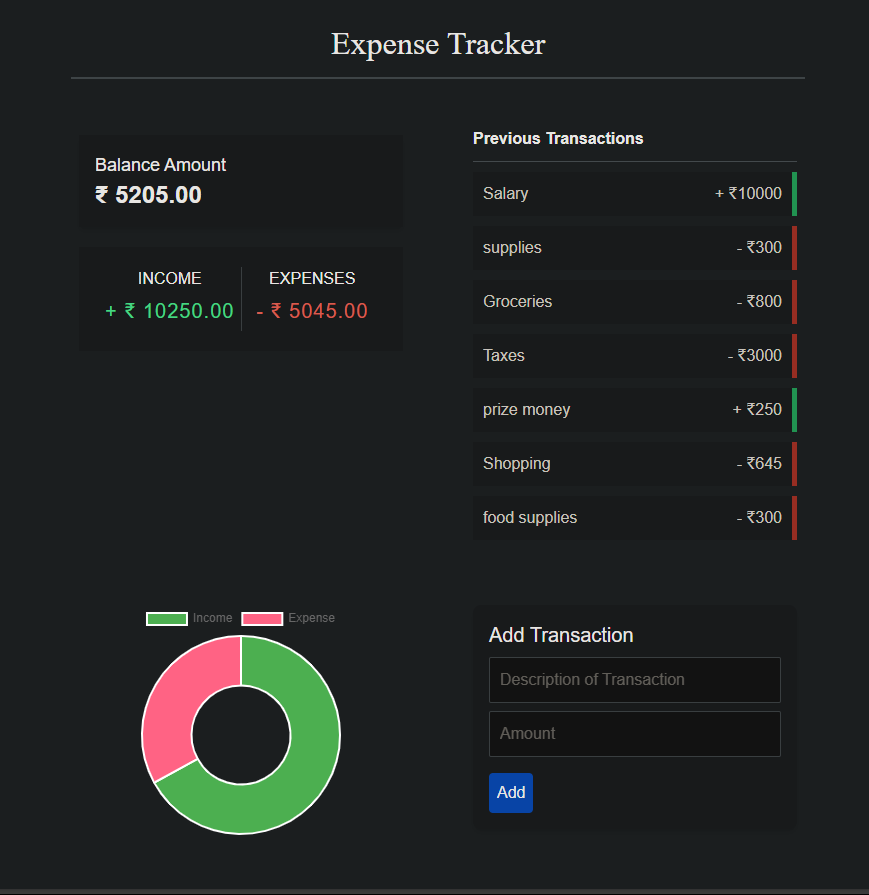 Expense Tracker
Balance Amount
₹ 5205.00
INCOME
+ ₹ 10250.00
EXPENSES
- ₹ 5045.00
Previous Transactions
Salary + ₹10000
supplies - ₹300
Groceries - ₹800
Taxes - ₹3000
prize money + ₹250
Shopping - ₹645
food supplies - ₹300
Income Expense
Add Transaction
Description of Transaction
Amount
Add